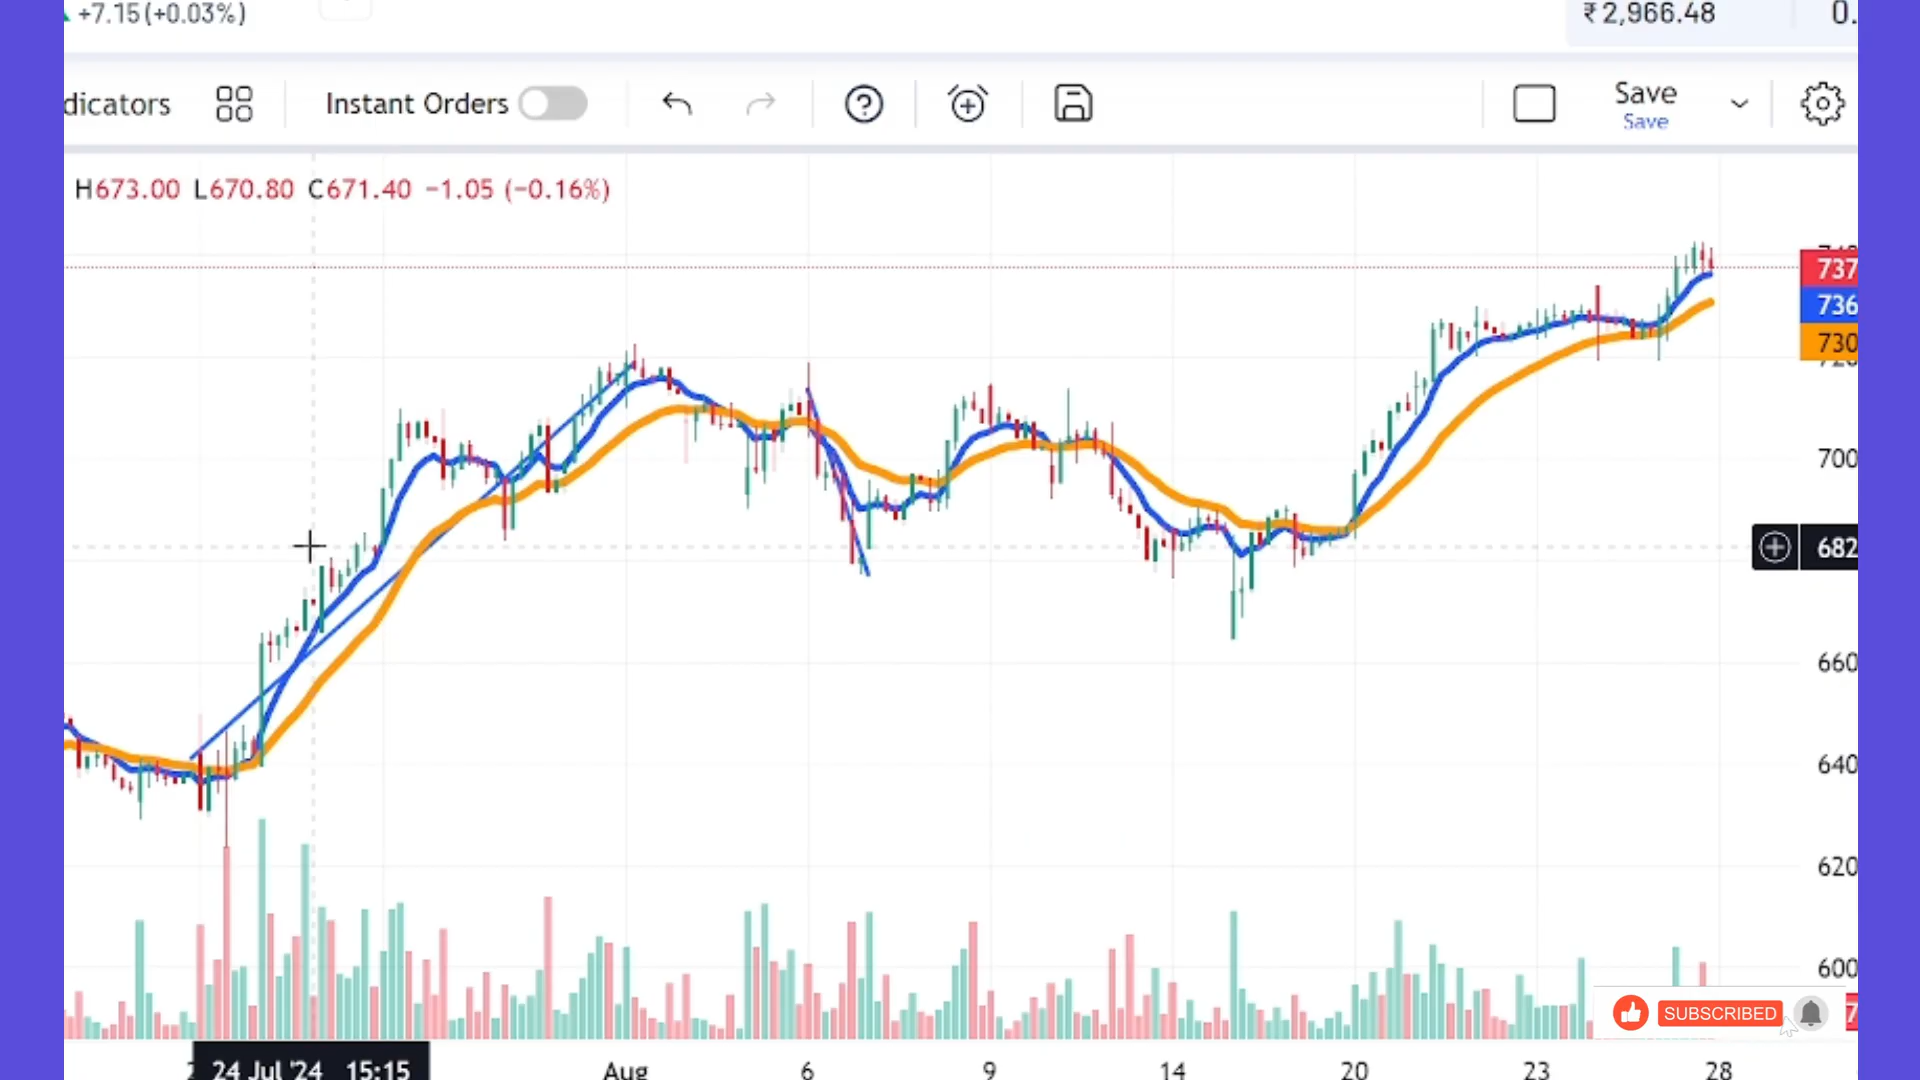 +7.15 (+0.03%)
₹2,966.48
0.
dicators
Instant Orders
Save
Save
H673.00 L670.80 C671.40 −1.05 (−0.16%)
737
736
730
700
682
660
640
620
600
SUBSCRIBED
7
24 Jul '24 15:15
Aug
6
9
14
20
23
28